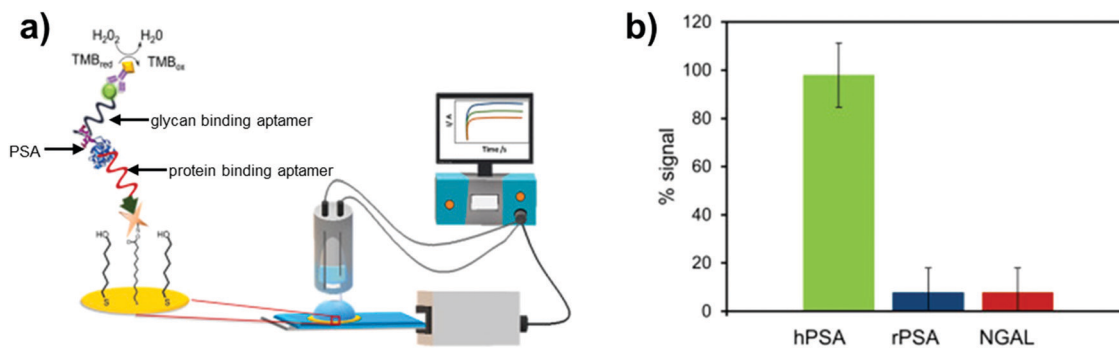 a)
H₂O₂
H₂0
TMBred
TMBox
glycan binding aptamer
PSA
protein binding aptamer
HO
O
HO
S
S
S
I/ A
Time /s
b)
% signal
120
100
80
60
40
20
0
hPSA
rPSA
NGAL